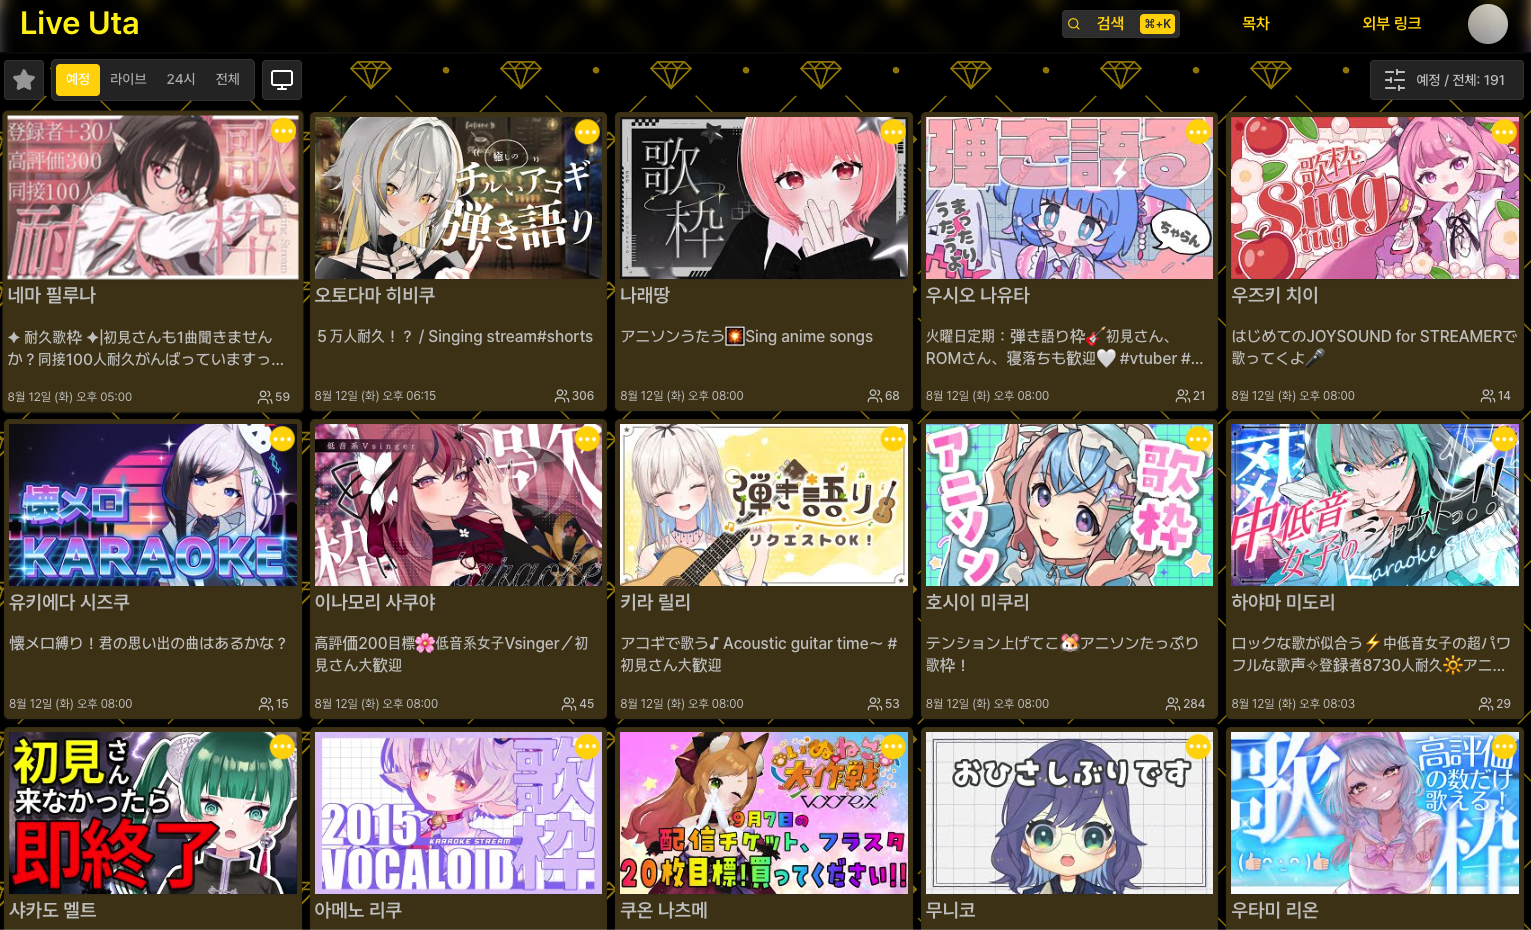 Live Uta
검색
⌘+K
목차
외부 링크
예정
라이브
24시
전체
예정 / 전체: 191
登録者+30人
高評価300
同接100人
歌
耐久枠
네마 필루나
✦ 耐久歌枠 ✦|初見さんも1曲聞きません
か？同接100人耐久がんばっていますっ...
8월 12일 (화) 오후 05:00
59
癒しの
チル、アコギ
弾き語り
오토다마 히비쿠
５万人耐久！？ / Singing stream#shorts
8월 12일 (화) 오후 06:15
306
歌
枠
나래땅
アニソンうたう💥Sing anime songs
8월 12일 (화) 오후 08:00
68
弾き語る
まったり、
うたうよ
ちゃらん
우시오 나유타
火曜日定期：弾き語り枠🎸初見さん、
ROMさん、寝落ちも歓迎🤍 #vtuber #...
8월 12일 (화) 오후 08:00
21
歌枠
Sing
ing
우즈키 치이
はじめてのJOYSOUND for STREAMERで
歌ってくよ🎤
8월 12일 (화) 오후 08:00
14
懐メロ
KARAOKE
유키에다 시즈쿠
懐メロ縛り！君の思い出の曲はあるかな？
8월 12일 (화) 오후 08:00
15
低音系Vsinger
歌
枠
karaoke
이나모리 사쿠야
高評価200目標🌸低音系女子Vsinger／初
見さん大歓迎
8월 12일 (화) 오후 08:00
45
弾き語り
リクエストOK！
키라 릴리
アコギで歌う♪ Acoustic guitar time〜 #
初見さん大歓迎
8월 12일 (화) 오후 08:00
53
アニソン
歌枠
호시이 미쿠리
テンション上げてこ🐹アニソンたっぷり
歌枠！
8월 12일 (화) 오후 08:00
284
歌
中低音
女子の
シャウトっ○○!!
Karaoke Stream
하야마 미도리
ロックな歌が似合う⚡中低音女子の超パワ
フルな歌声✧登録者8730人耐久🔆アニ...
8월 12일 (화) 오후 08:03
29
初見さん
来なかったら
即終了
샤카도 멜트
歌枠
2015
KARAOKE STREAM
VOCALOID
아메노 리쿠
いぬねこ
大作戦
9月7日の
配信チケット、フラスタ
20枚目標!買ってください!!
쿠온 나츠메
おひさしぶりです
무니코
歌
枠
高評価
の数だけ
歌える！
우타미 리온